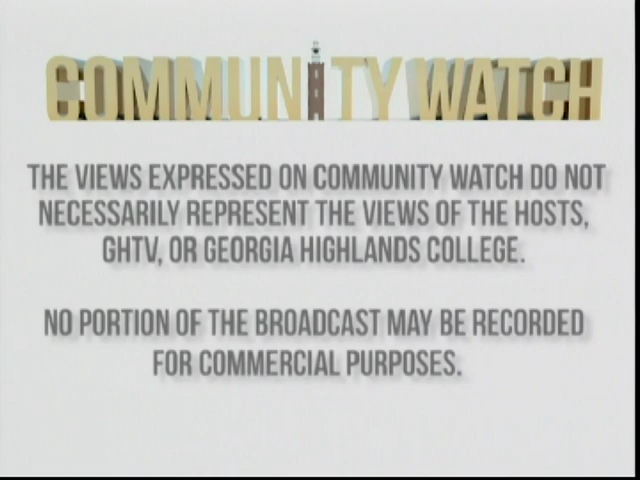 COMMUNITY WATCH
THE VIEWS EXPRESSED ON COMMUNITY WATCH DO NOT
NECESSARILY REPRESENT THE VIEWS OF THE HOSTS,
GHTV, OR GEORGIA HIGHLANDS COLLEGE.
NO PORTION OF THE BROADCAST MAY BE RECORDED
FOR COMMERCIAL PURPOSES.